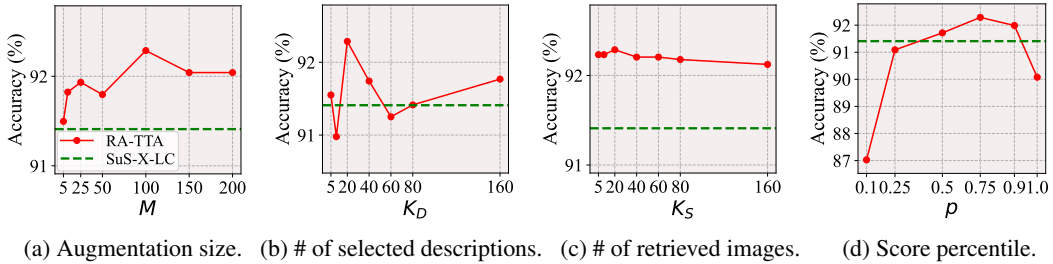 Accuracy (%)
92
91
5 25 50 100 150 200
M
RA-TTA
SuS-X-LC
(a) Augmentation size.
Accuracy (%)
92
91
5 20 40 60 80 160
K_D
(b) # of selected descriptions.
Accuracy (%)
92
91
5 20 40 60 80 160
K_S
(c) # of retrieved images.
Accuracy (%)
92
91
90
89
88
87
0.1 0.25 0.5 0.75 0.9 1.0
p
(d) Score percentile.